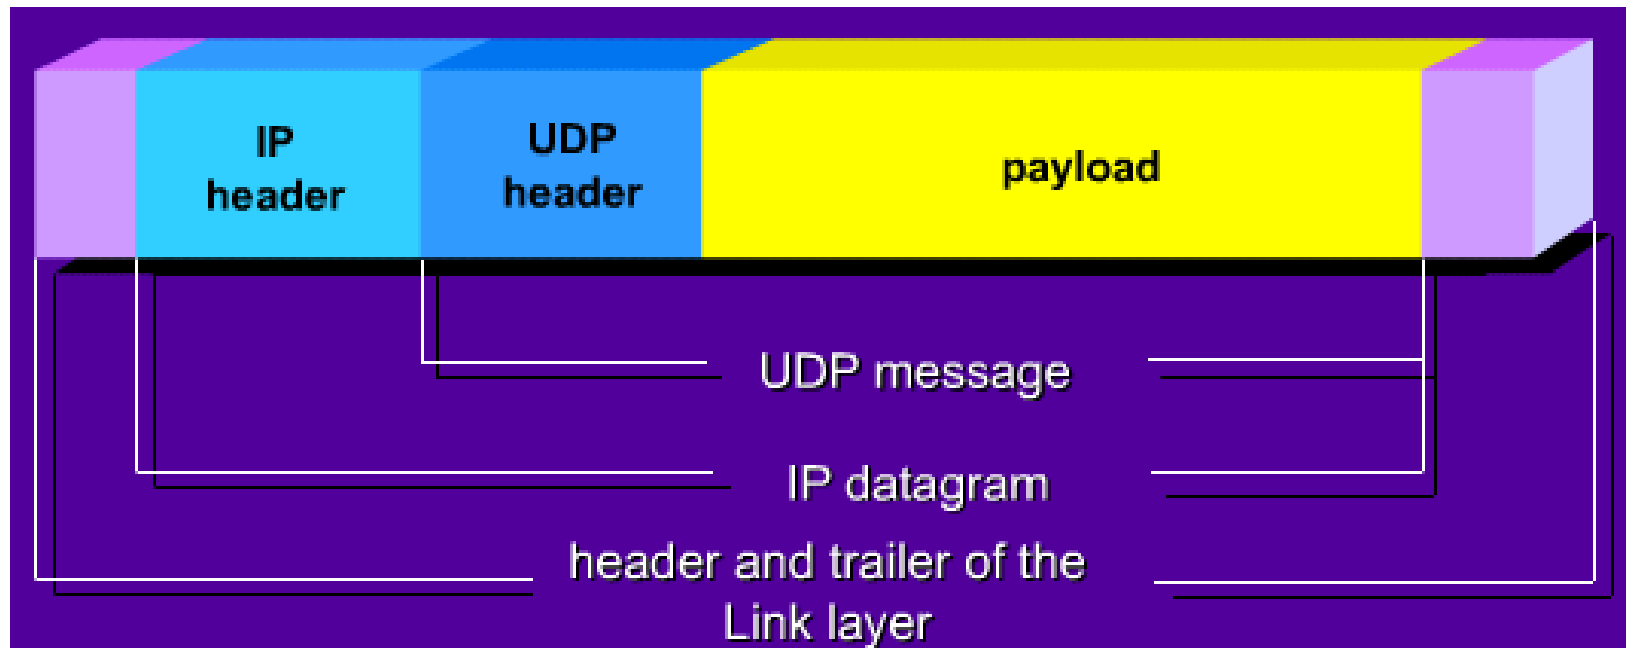 IP
header
UDP
header
payload
UDP message
IP datagram
header and trailer of the
Link layer